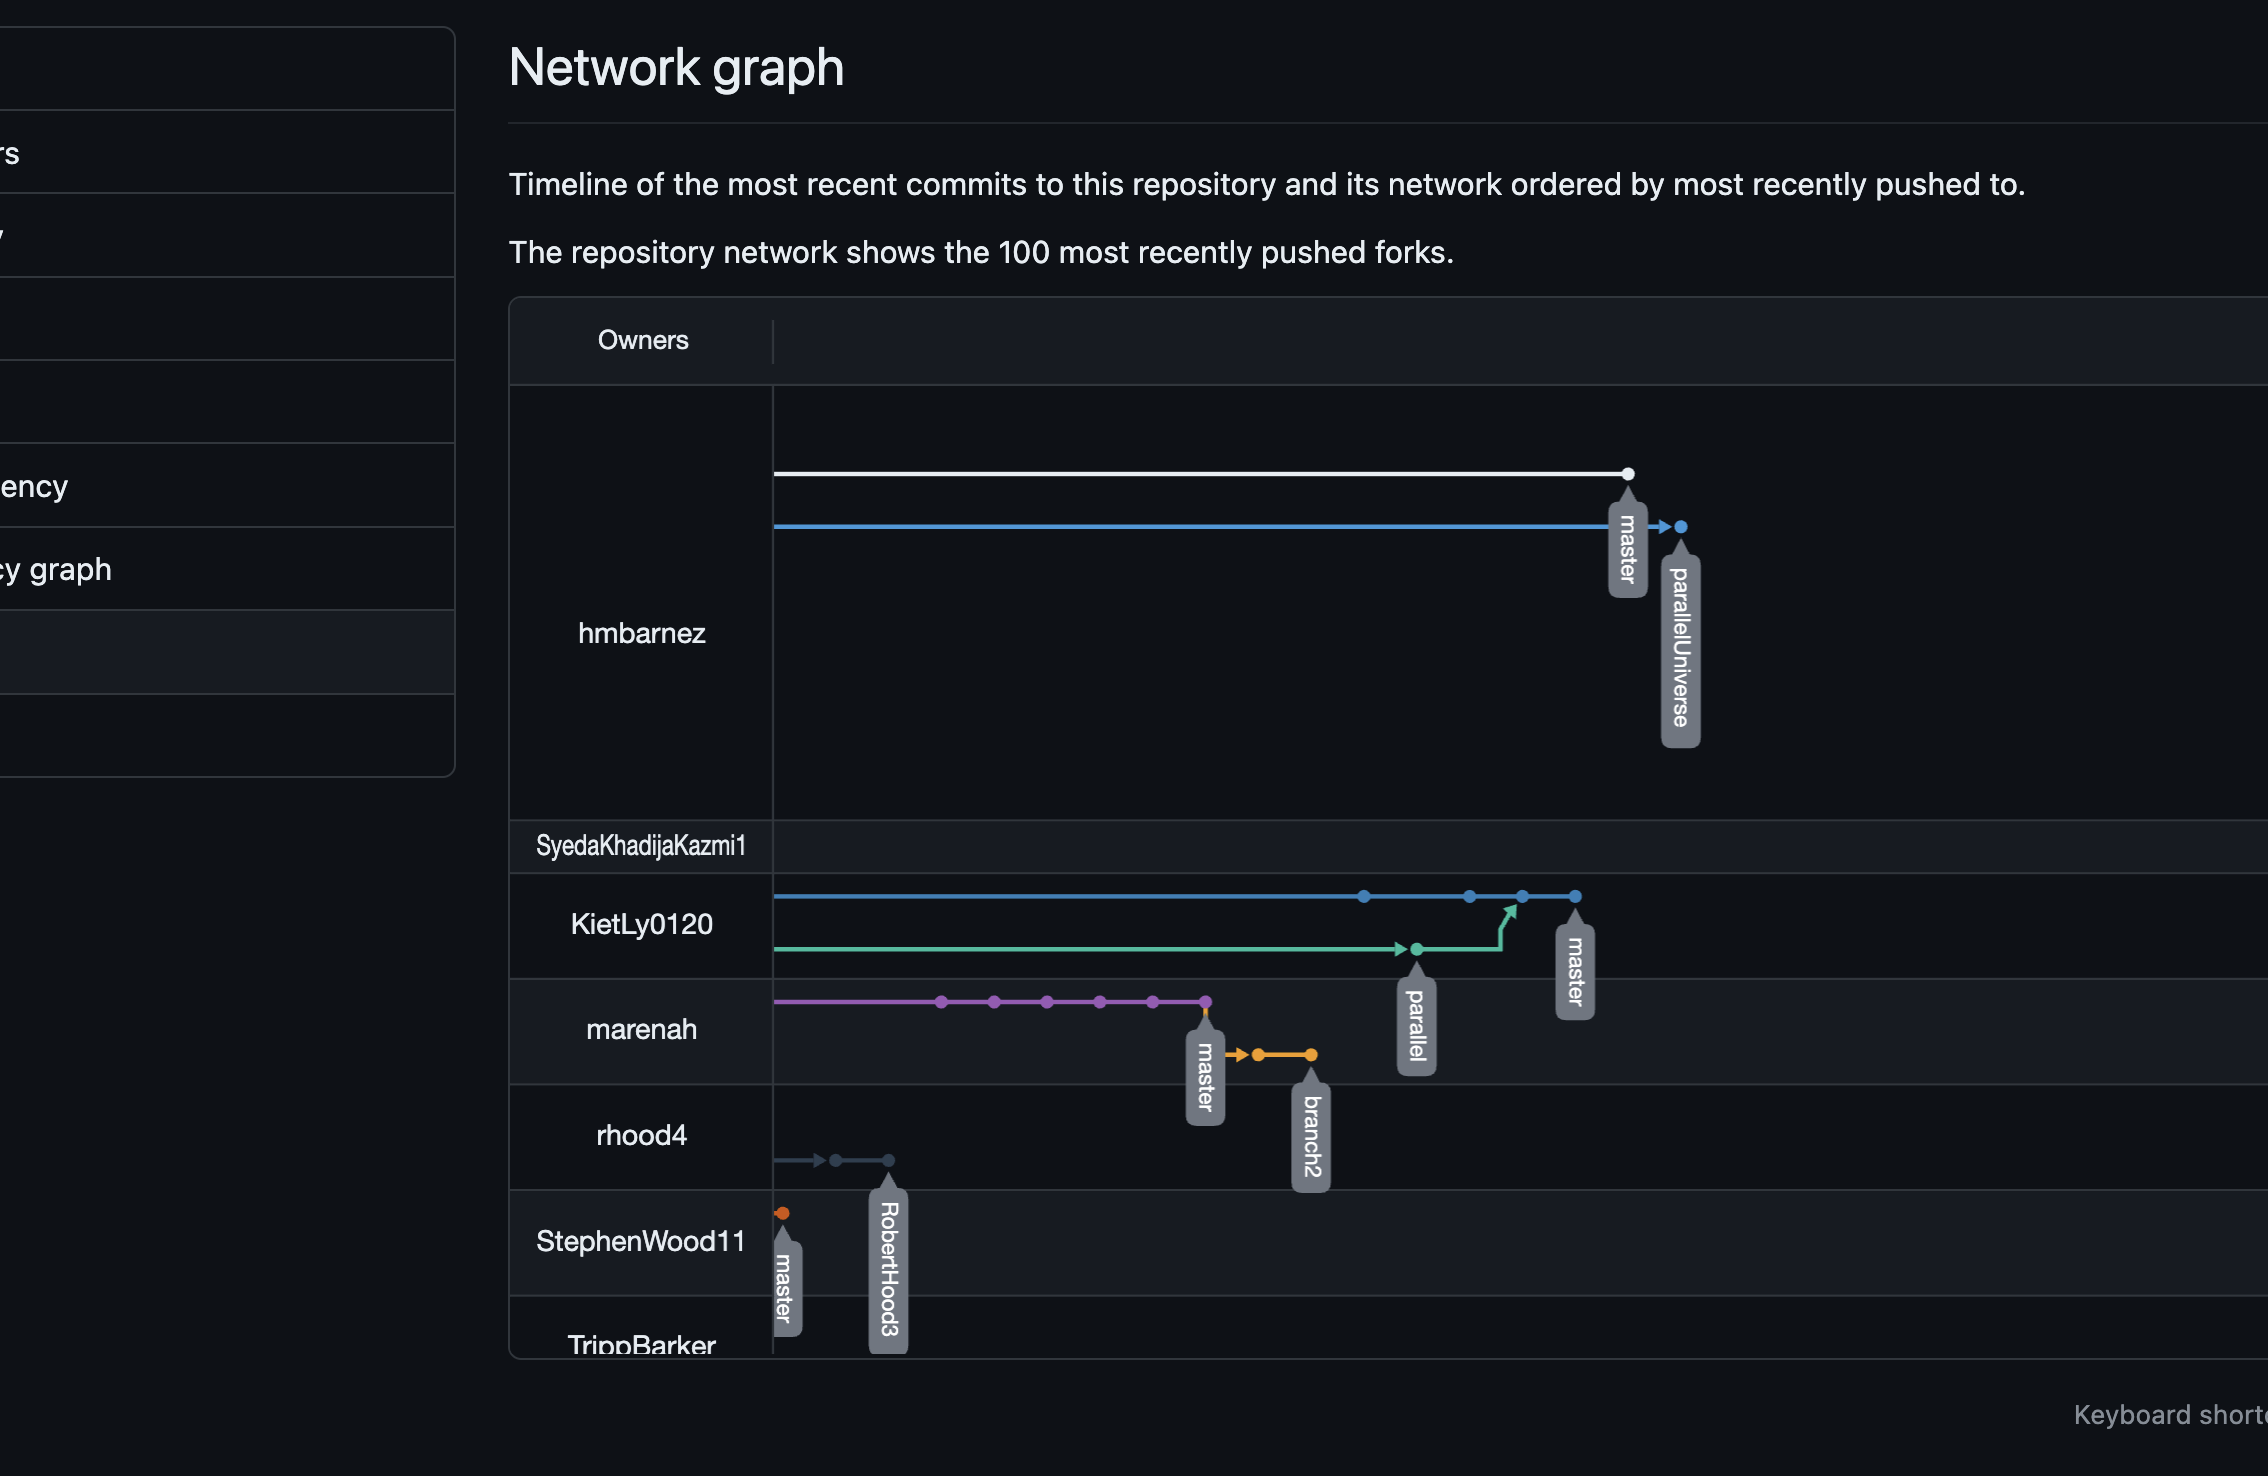 Network graph
rs
Timeline of the most recent commits to this repository and its network ordered by most recently pushed to.
The repository network shows the 100 most recently pushed forks.
Owners
ency
cy graph
master
parallelUniverse
hmbarnez
SyedaKhadijaKazmi1
KietLy0120
master
parallel
marenah
master
branch2
rhood4
RobertHood3
StephenWood11
master
TrippBarker
Keyboard short